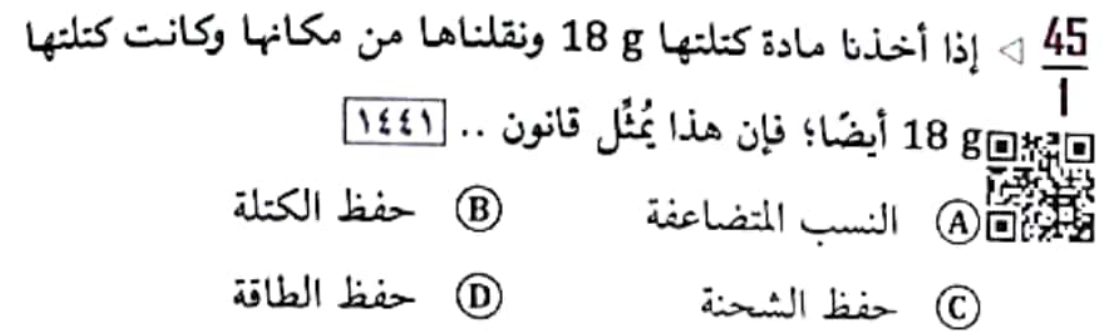 45
1
◁ إذا أخذنا مادة كتلتها 18 g ونقلناها من مكانها وكانت كتلتها
18 g أيضًا؛ فإن هذا يُمثِّل قانون .. ١٤٤١
A النسب المتضاعفة B حفظ الكتلة
C حفظ الشحنة D حفظ الطاقة